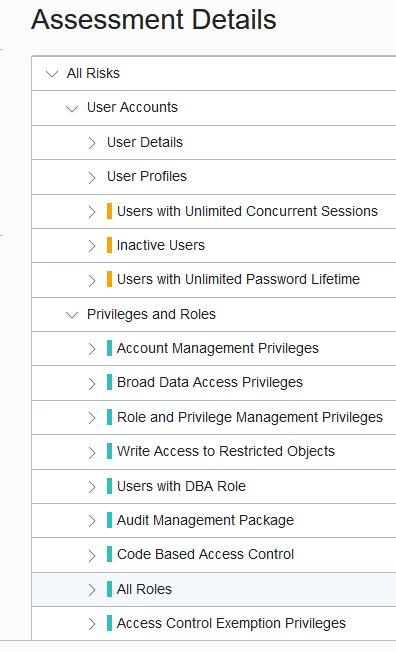 Assessment Details
All Risks
User Accounts
User Details
User Profiles
Users with Unlimited Concurrent Sessions
Inactive Users
Users with Unlimited Password Lifetime
Privileges and Roles
Account Management Privileges
Broad Data Access Privileges
Role and Privilege Management Privileges
Write Access to Restricted Objects
Users with DBA Role
Audit Management Package
Code Based Access Control
All Roles
Access Control Exemption Privileges